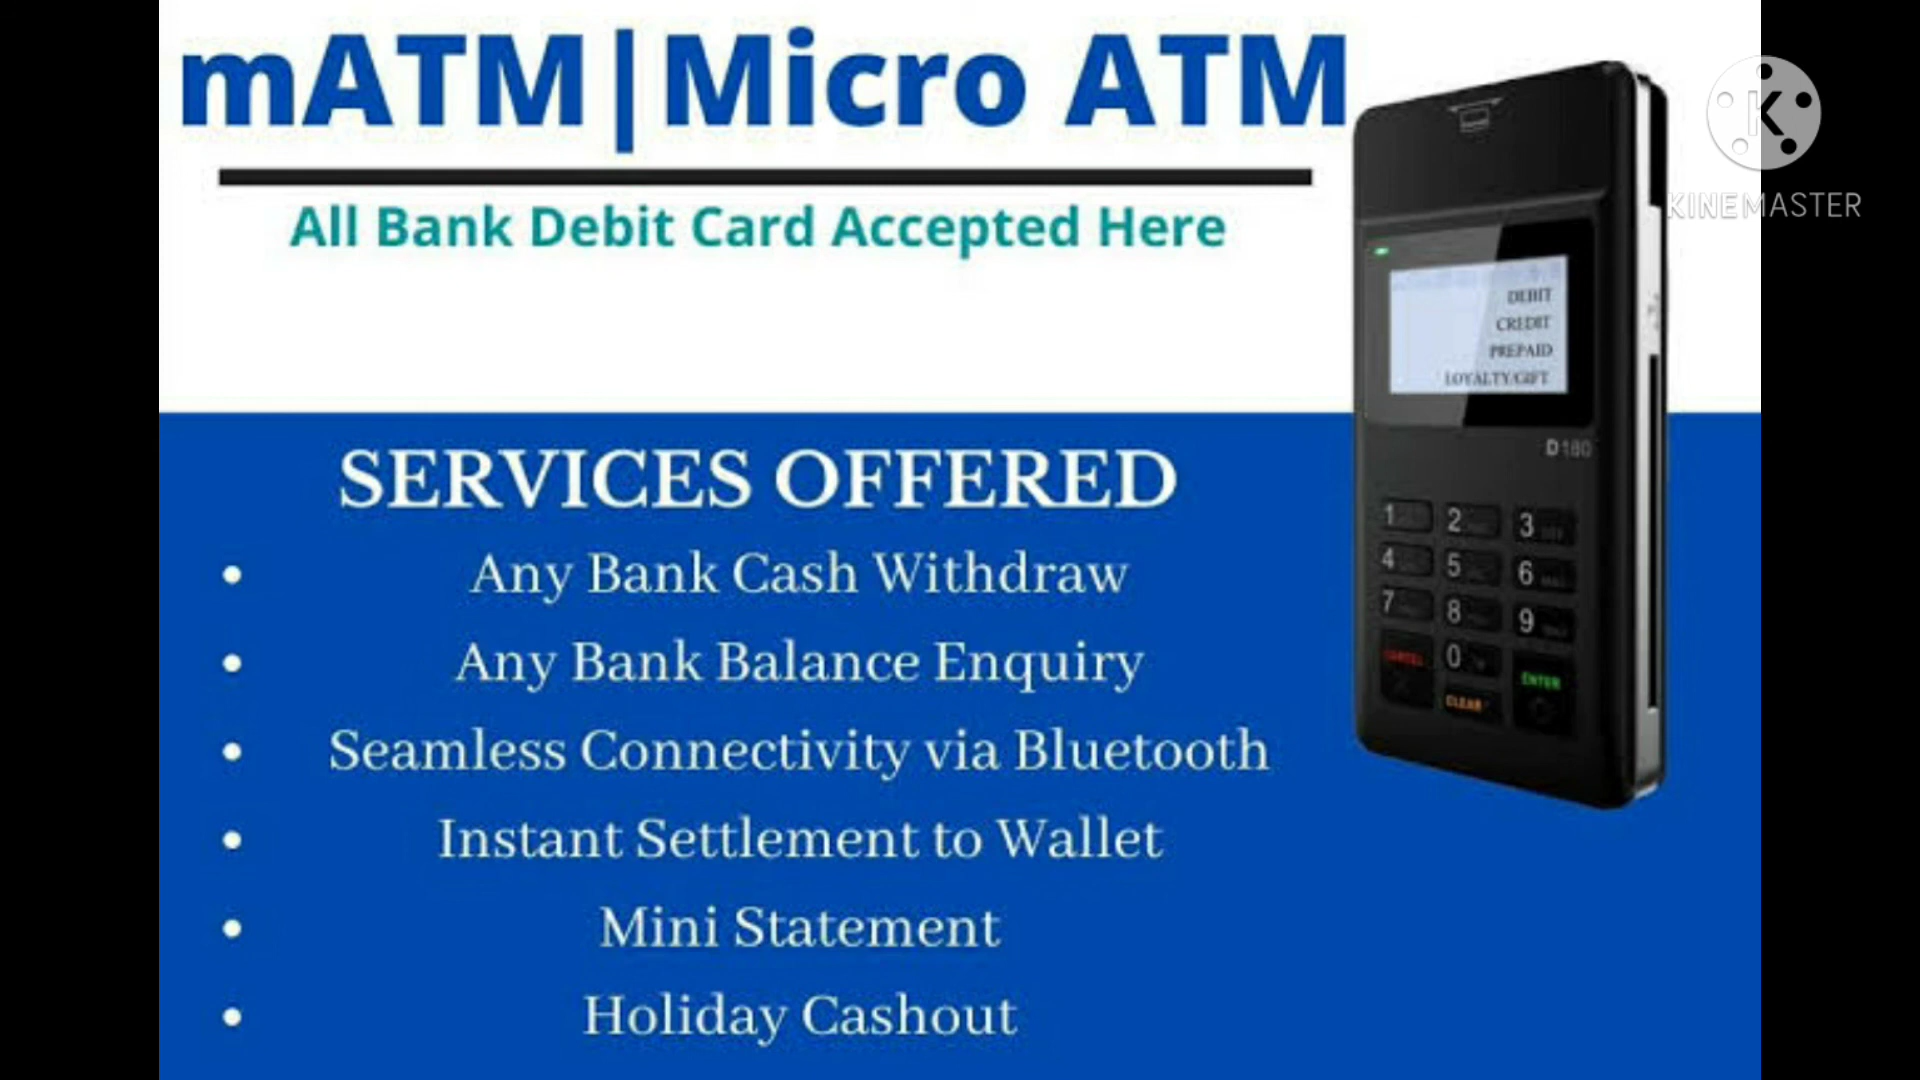 mATM|Micro ATM
All Bank Debit Card Accepted Here
KINEMASTER
DEBIT
CREDIT
PREPAID
LOYALTY/GIFT
D180
SERVICES OFFERED
• Any Bank Cash Withdraw
• Any Bank Balance Enquiry
• Seamless Connectivity via Bluetooth
• Instant Settlement to Wallet
• Mini Statement
• Holiday Cashout
1 2 3
4 5 6
7 8 9
CANCEL 0 ENTER
CLEAR